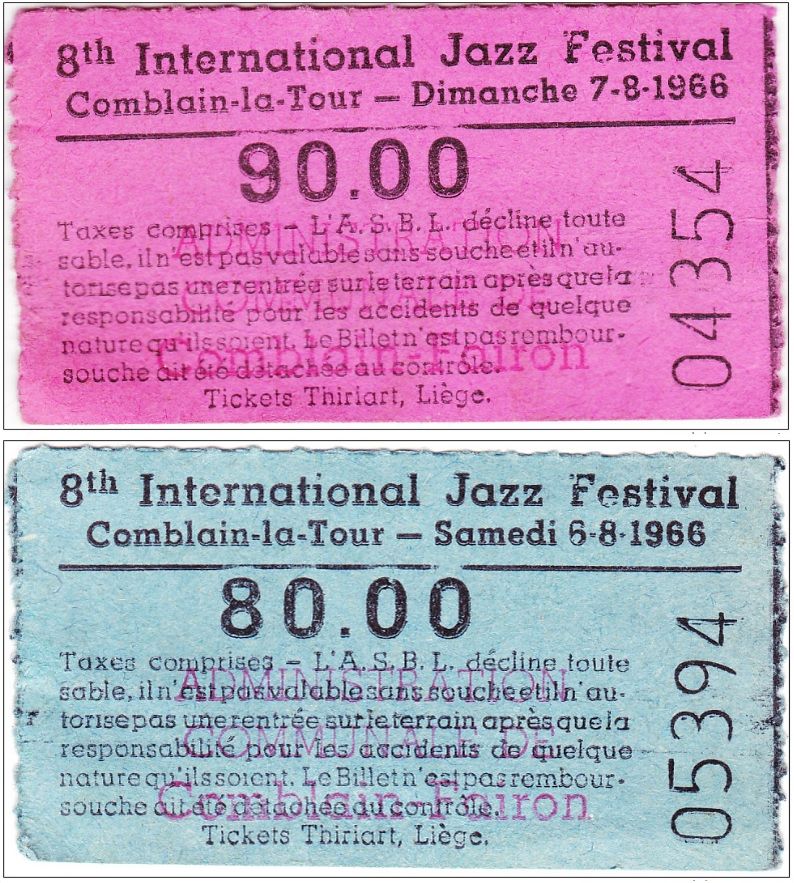 8th International Jazz Festival
Comblain-la-Tour — Dimanche 7-8-1966
90.00
Taxes comprises - L'A.S.B.L. décline toute
sable, il n'est pas valable sans souche et il n'au-
torise pas une rentrée sur le terrain après que la
responsabilité pour les accidents de quelque
nature qu'ils soient. Le Billet n'est pas rembour-
souche ait été détachée au contrôle.
Tickets Thiriart, Liège.
ADMINISTRATION
COMMUNALE DE
Comblain-Fairon
04354
8th International Jazz Festival
Comblain-la-Tour — Samedi 6-8-1966
80.00
Taxes comprises - L'A.S.B.L. décline toute
sable, il n'est pas valable sans souche et il n'au-
torise pas une rentrée sur le terrain après que la
responsabilité pour les accidents de quelque
nature qu'ils soient. Le Billet n'est pas rembour-
souche ait été détachée au contrôle.
Tickets Thiriart, Liège.
ADMINISTRATION
COMMUNALE DE
Comblain-Fairon
05394